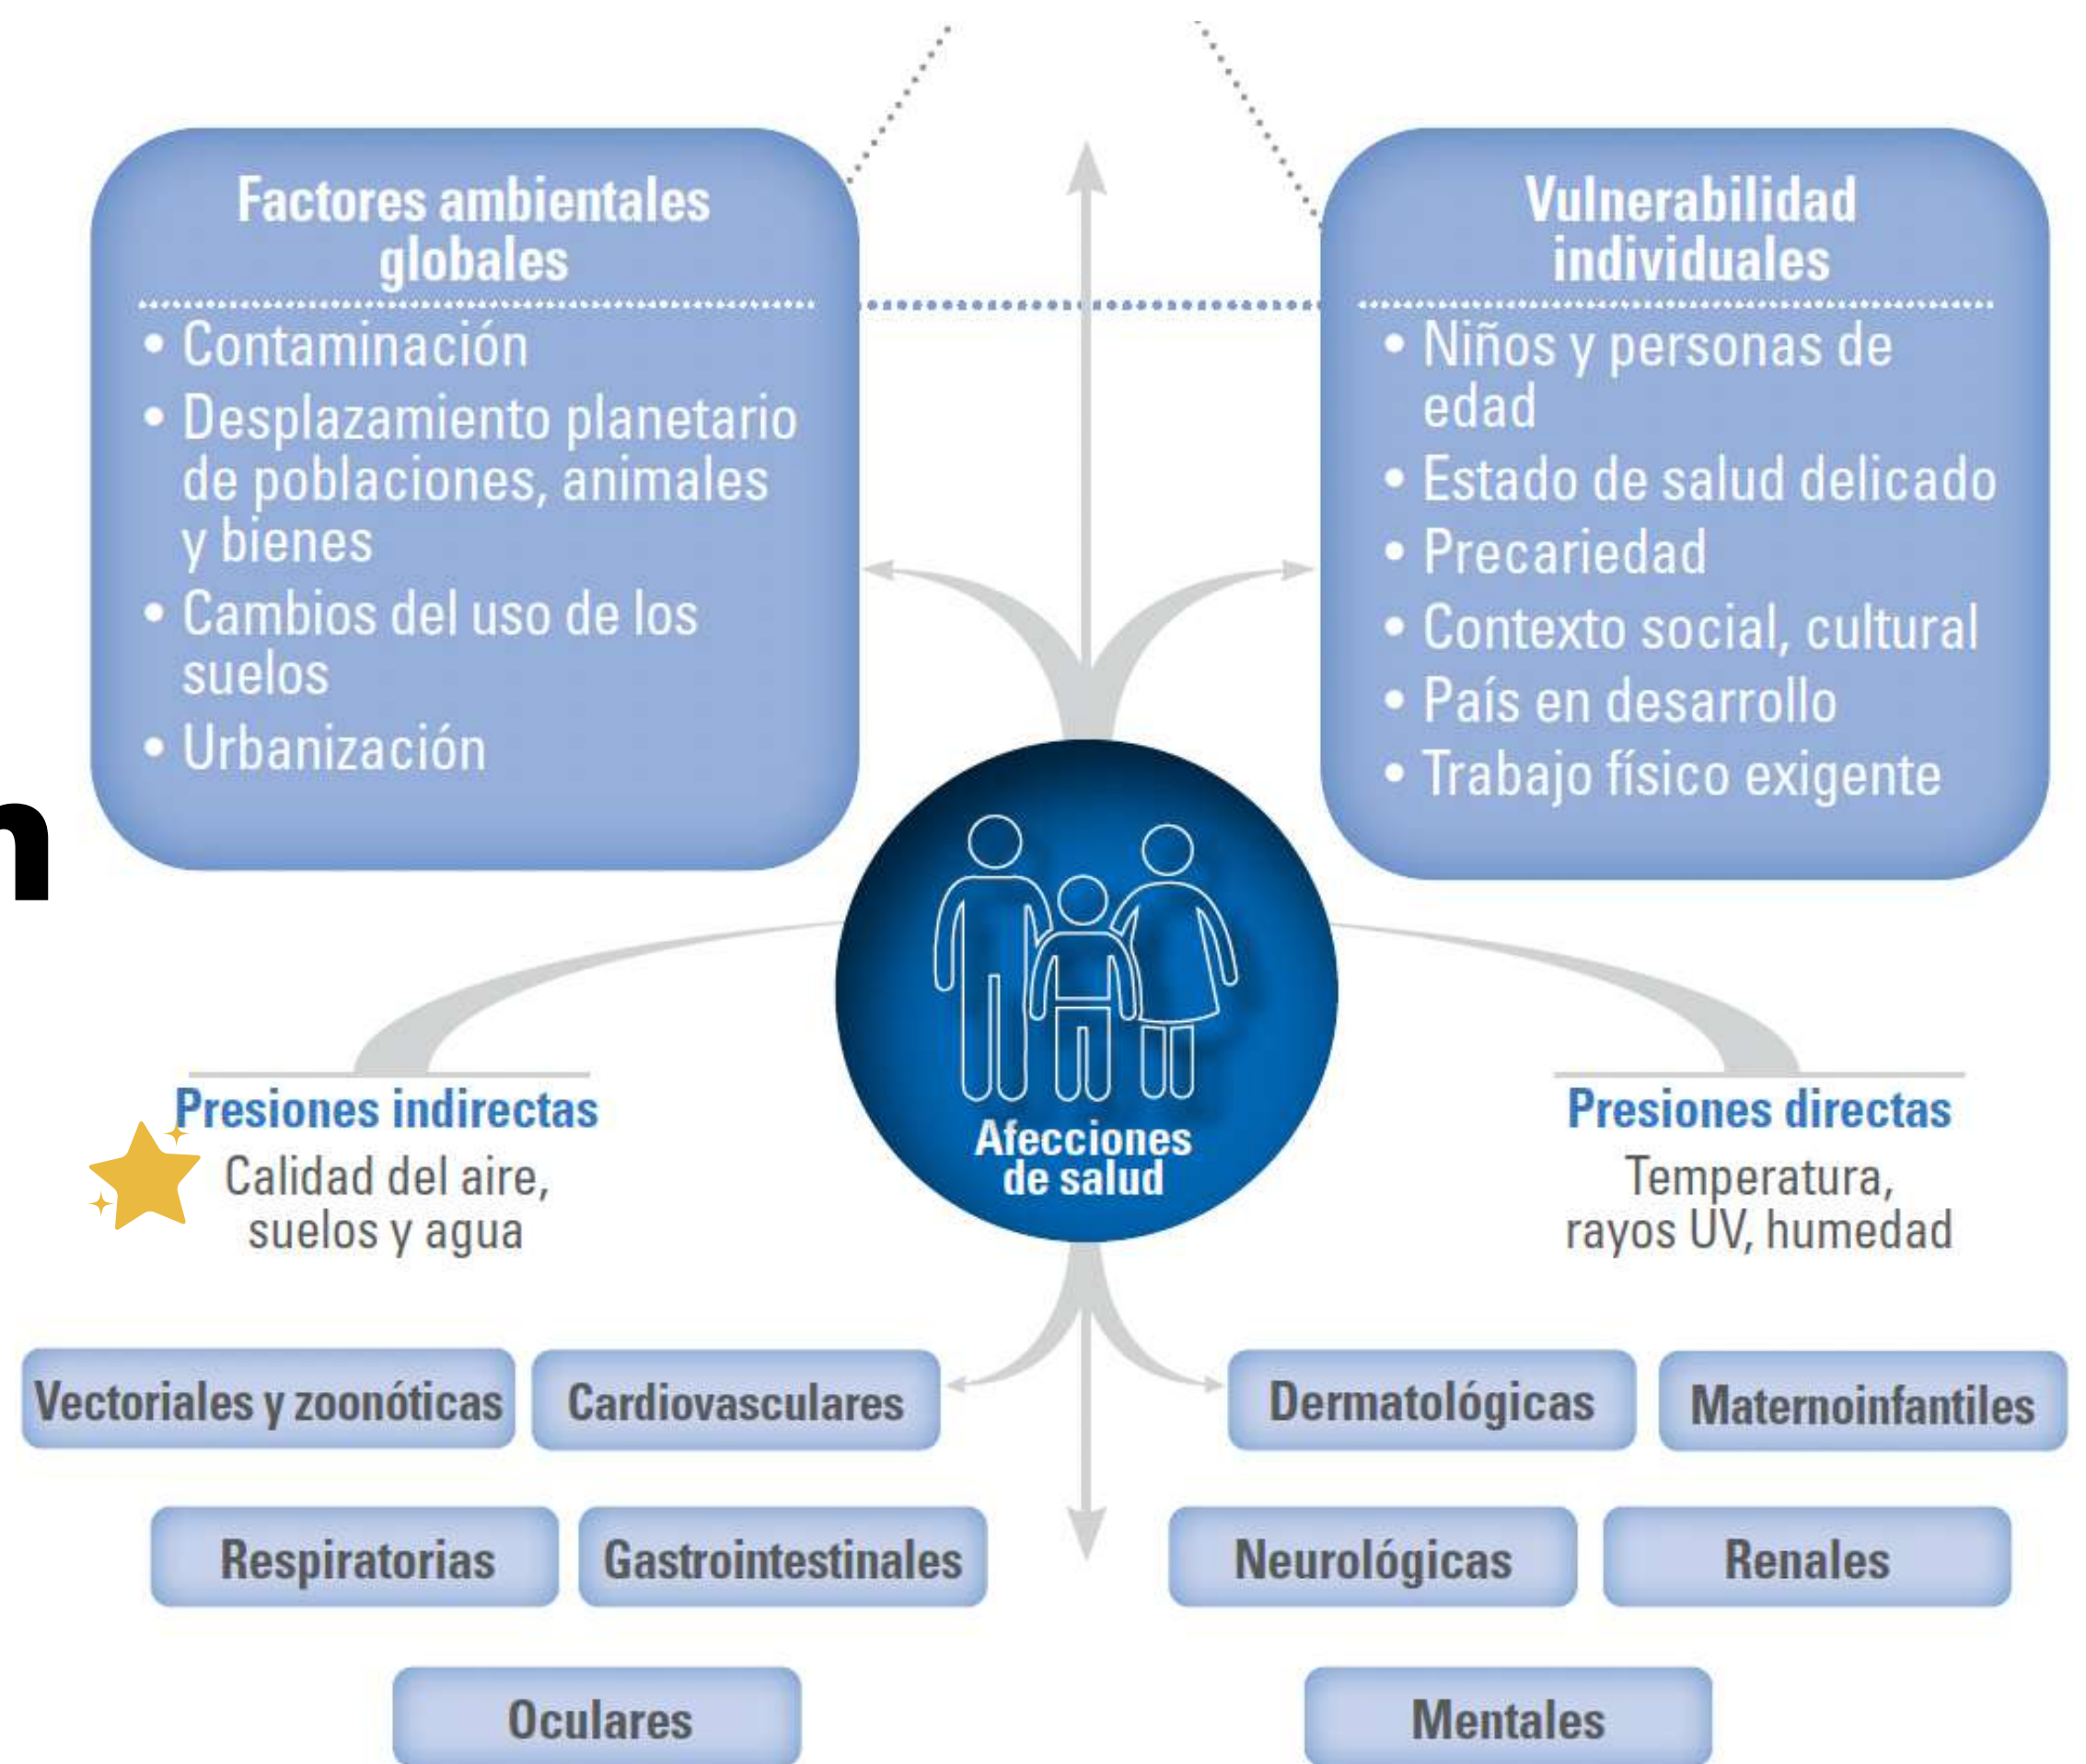 Factores ambientales
globales
• Contaminación
• Desplazamiento planetario
de poblaciones, animales
y bienes
• Cambios del uso de los
suelos
• Urbanización
Vulnerabilidad
individuales
• Niños y personas de
edad
• Estado de salud delicado
• Precariedad
• Contexto social, cultural
• País en desarrollo
• Trabajo físico exigente
n
Afecciones
de salud
Presiones indirectas
Calidad del aire,
suelos y agua
Presiones directas
Temperatura,
rayos UV, humedad
Vectoriales y zoonóticas
Cardiovasculares
Dermatológicas
Maternoinfantiles
Respiratorias
Gastrointestinales
Neurológicas
Renales
Oculares
Mentales